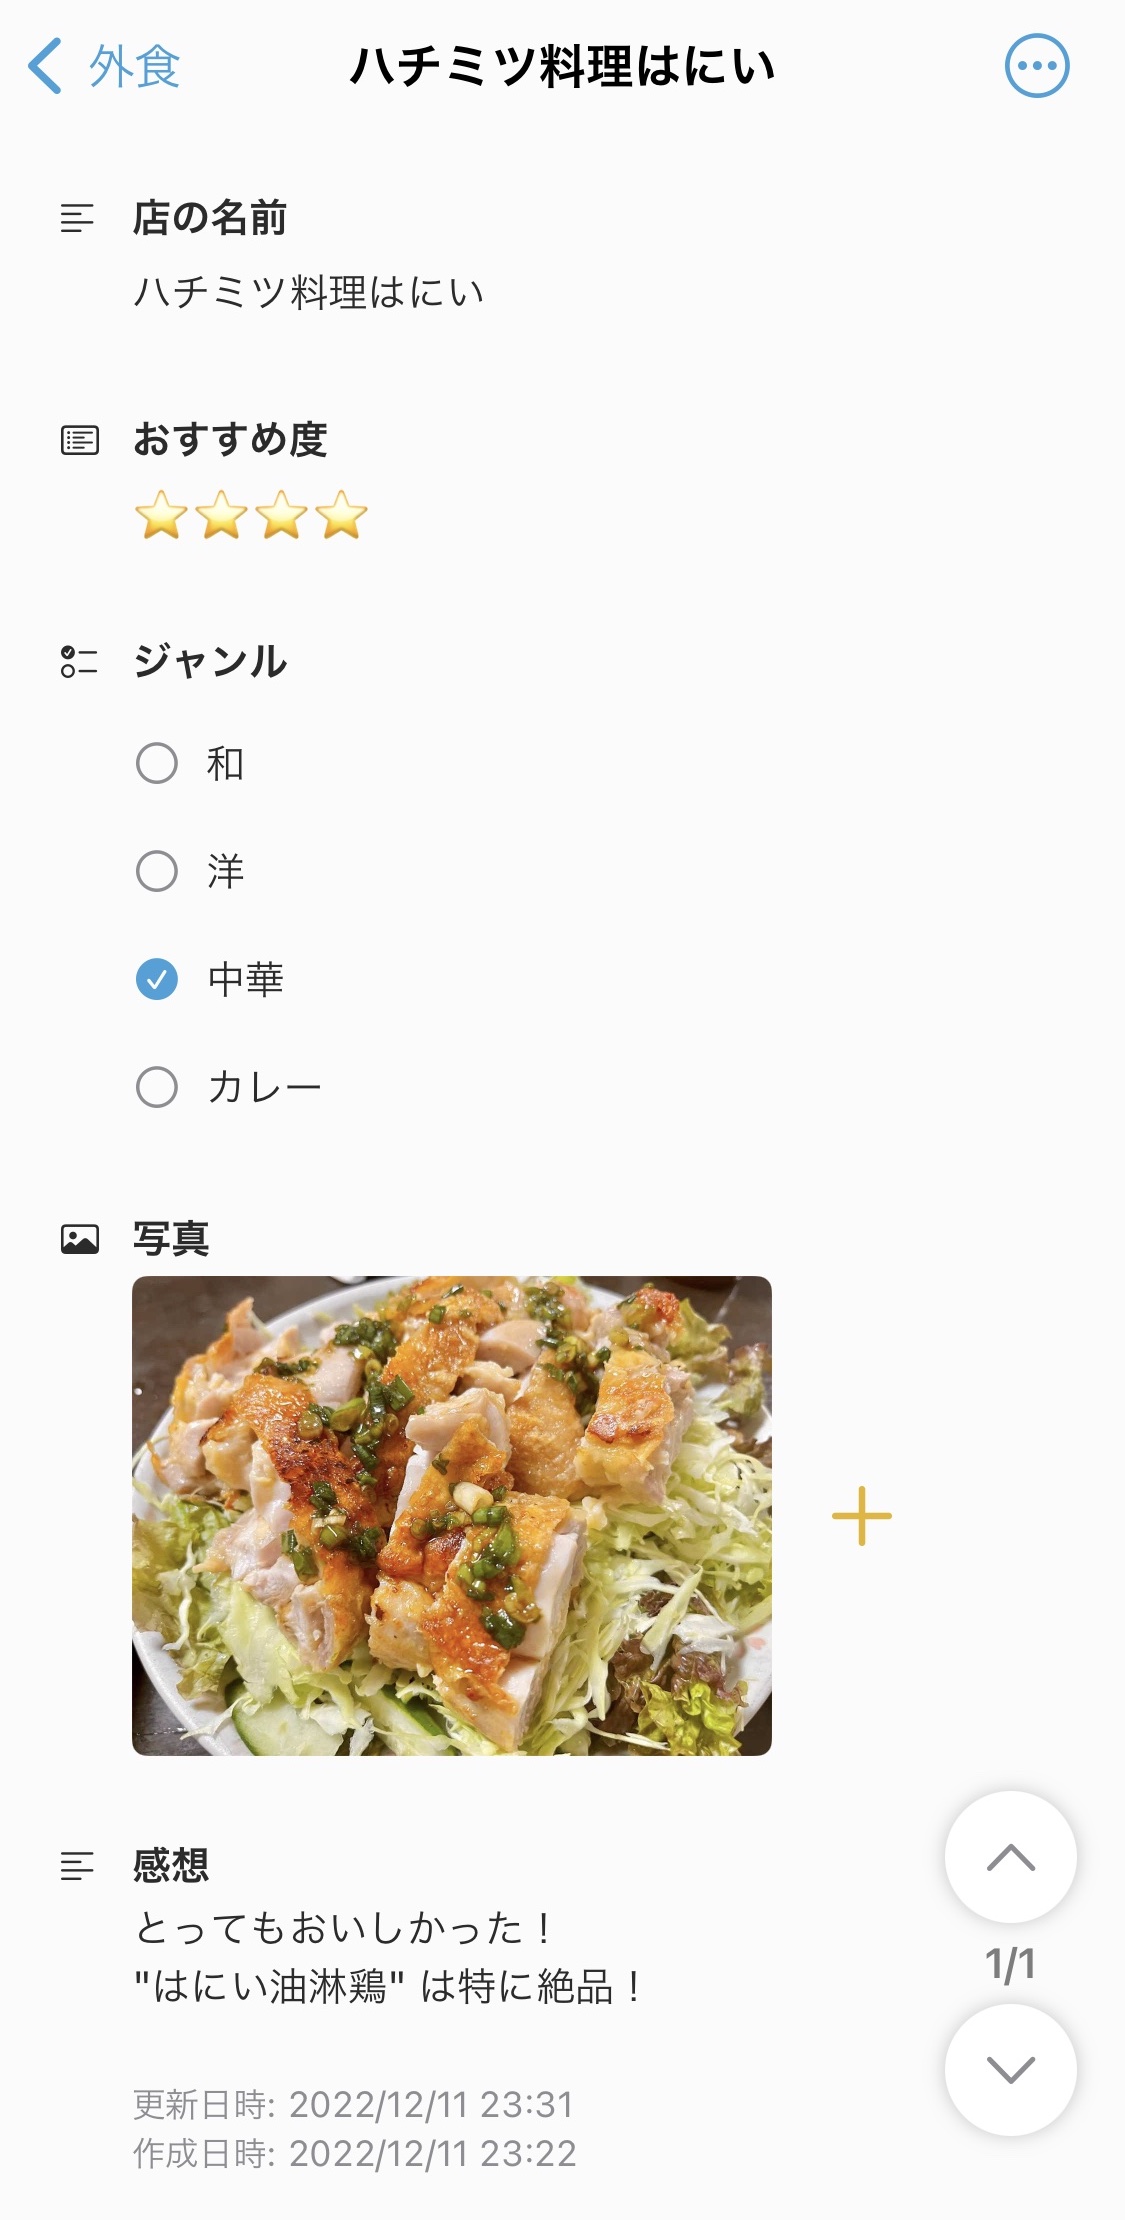 外食
ハチミツ料理はにい
店の名前
ハチミツ料理はにい
おすすめ度
⭐⭐⭐⭐
ジャンル
和
洋
中華
カレー
写真
感想
とってもおいしかった！
"はにい油淋鶏" は特に絶品！
1/1
更新日時: 2022/12/11 23:31
作成日時: 2022/12/11 23:22